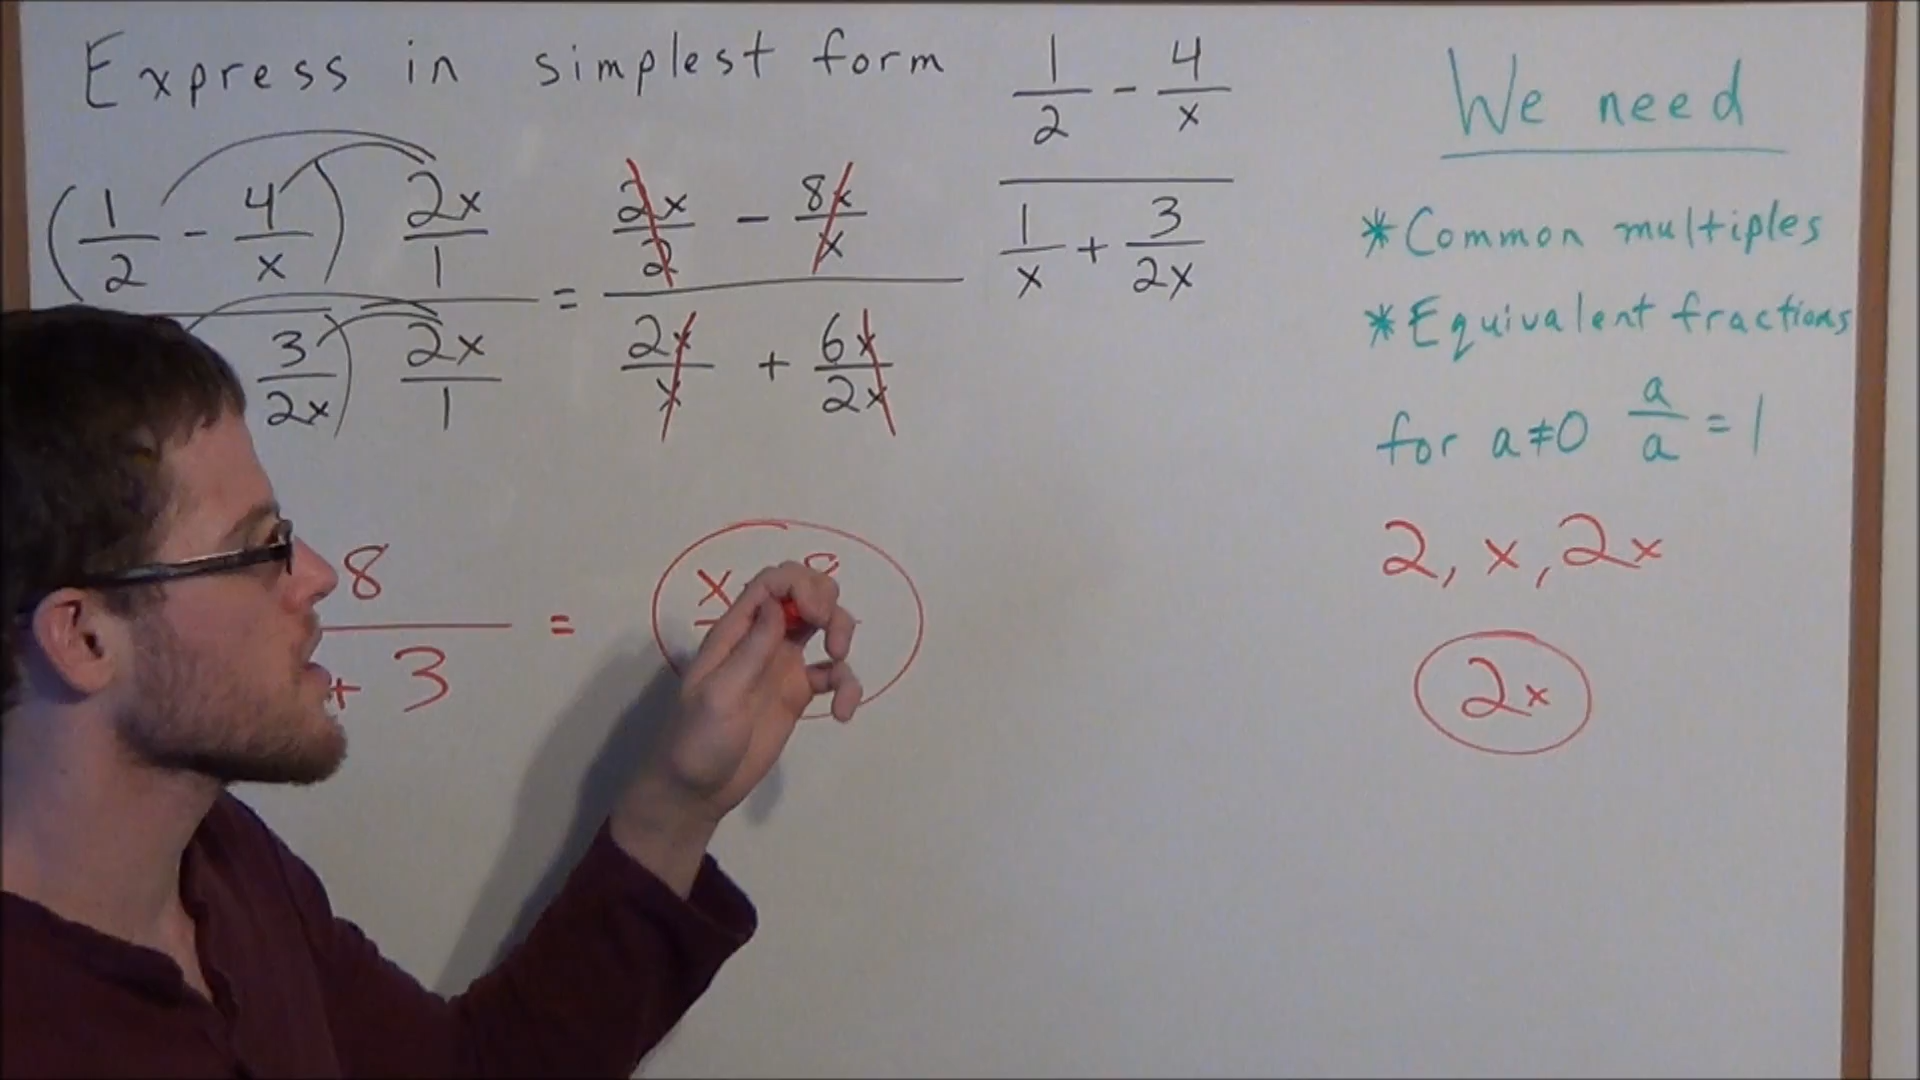 Express in simplest form
1/2 - 4/x
1/x + 3/2x
(1/2 - 4/x) 2x/1
3/2x) 2x/1
= 2x/2 - 8x/x
2x/x + 6x/2x
8
+ 3
= x 8
We need
* Common multiples
* Equivalent fractions
for a≠0 a/a = 1
2, x, 2x
2x